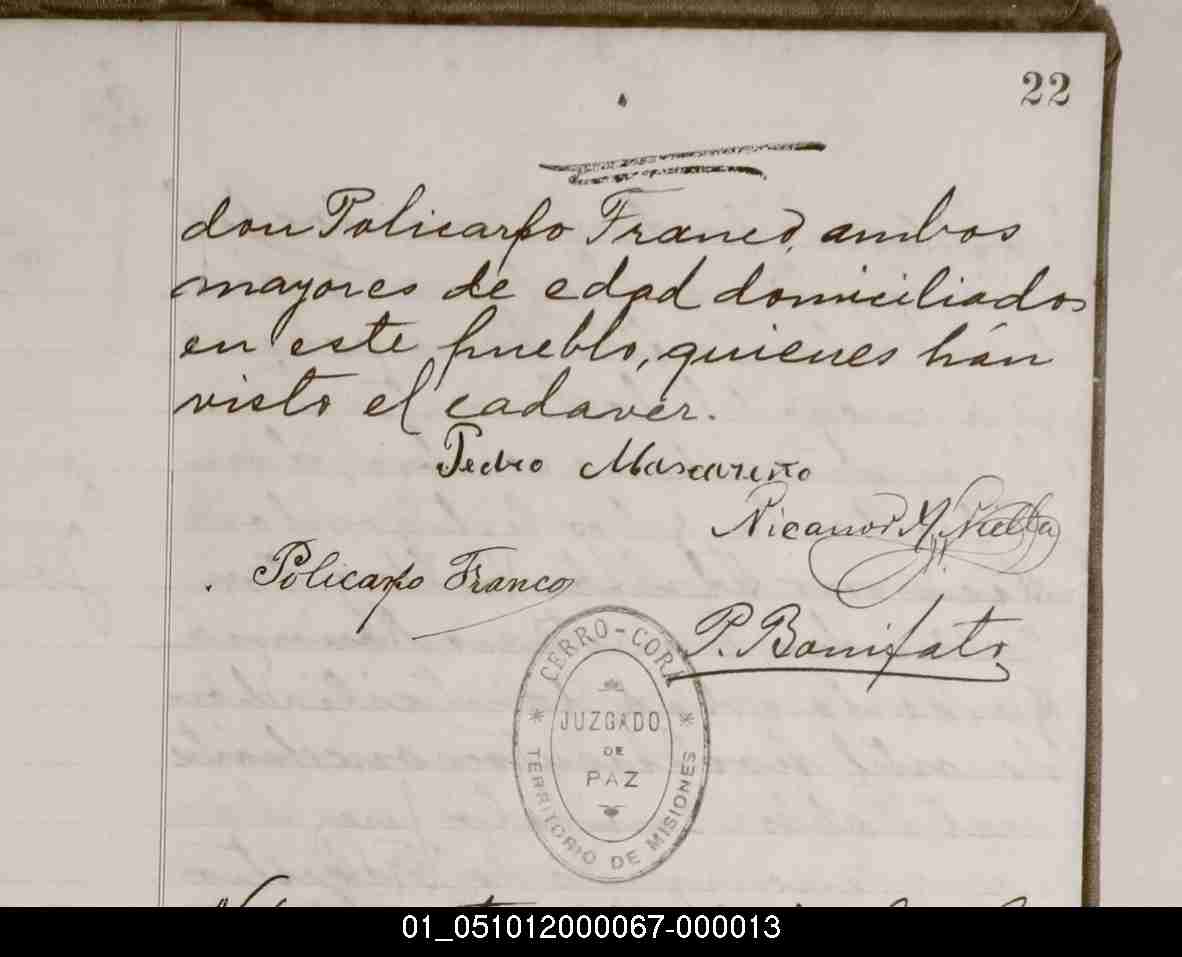 22
don Policarpo Franco, ambos
mayores de edad domiciliados
en este pueblo, quienes hán
visto el cadaver.
Pedro Mascareño
Nicanor
Policarpo Franco
P. Bonifato
CERRO-CORÁ
JUZGADO
DE
PAZ
TERRITORIO DE MISIONES
01_051012000067-000013